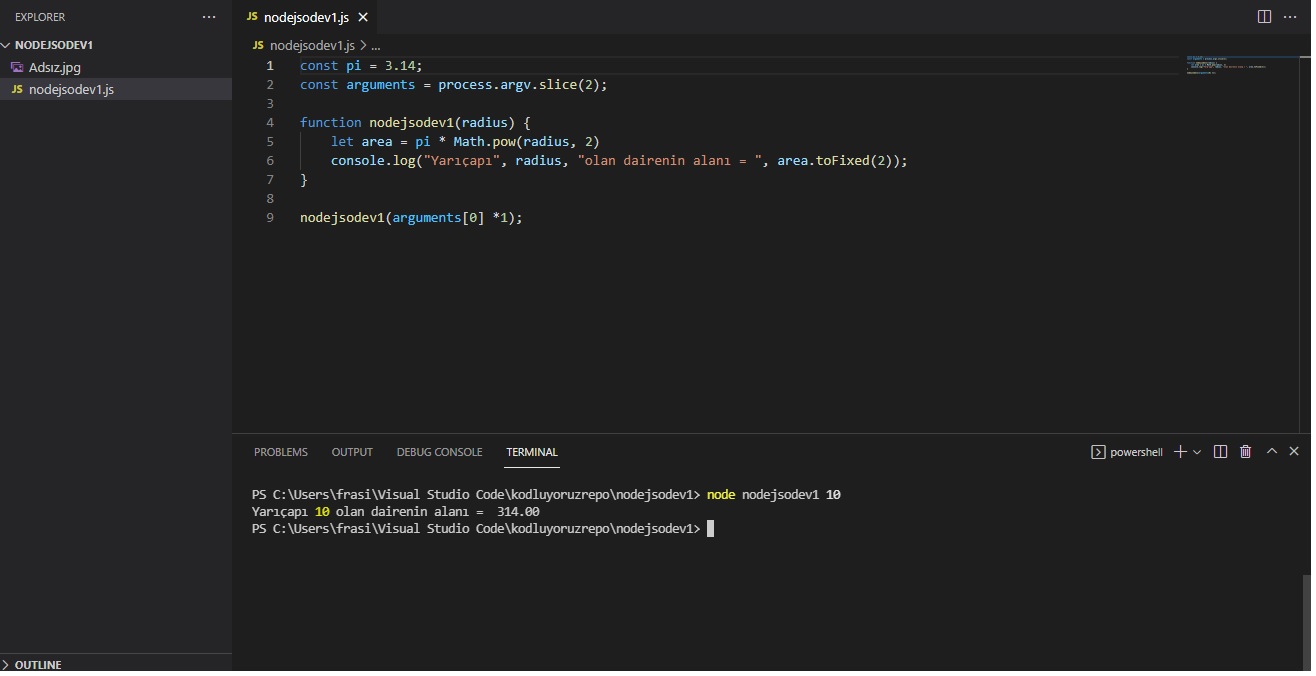 EXPLORER
NODEJSODEV1
Adsız.jpg
JS nodejsodev1.js
JS nodejsodev1.js
JS nodejsodev1.js > ...
1 const pi = 3.14;
2 const arguments = process.argv.slice(2);
3
4 function nodejsodev1(radius) {
5 let area = pi * Math.pow(radius, 2)
6 console.log("Yarıçapı", radius, "olan dairenin alanı = ", area.toFixed(2));
7 }
8
9 nodejsodev1(arguments[0] *1);
PROBLEMS OUTPUT DEBUG CONSOLE TERMINAL powershell
PS C:\Users\frasi\Visual Studio Code\kodluyoruzrepo\nodejsodev1> node nodejsodev1 10
Yarıçapı 10 olan dairenin alanı =  314.00
PS C:\Users\frasi\Visual Studio Code\kodluyoruzrepo\nodejsodev1>
OUTLINE